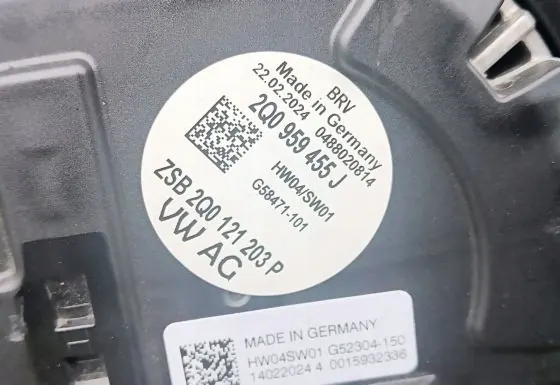 BRV
Made in Germany
22.02.2024 0488020814
2Q0 959 455 J
HW04/SW01
G58471-101
ZSB 2Q0 121 203 P
VW AG
MADE IN GERMANY
HW04SW01 G52304-150
14022024 4 0015932336